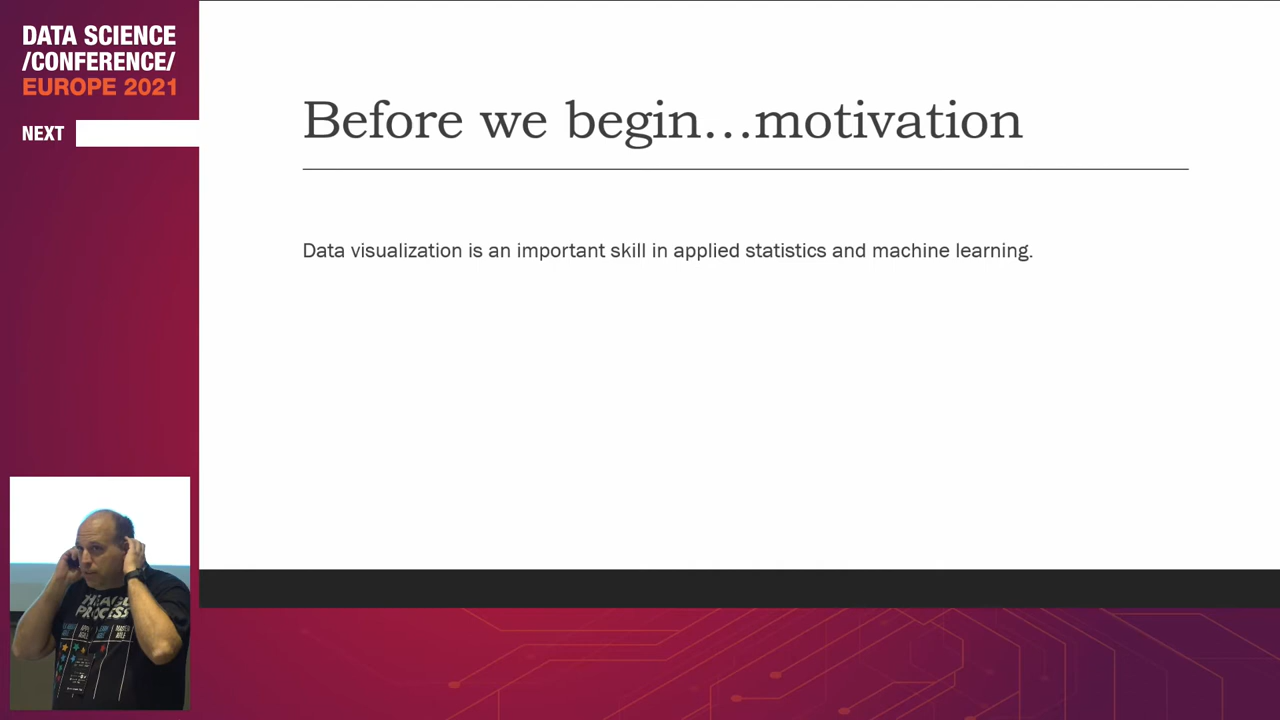 DATA SCIENCE
/CONFERENCE/
EUROPE 2021
NEXT
Before we begin...motivation
Data visualization is an important skill in applied statistics and machine learning.
PROCESS